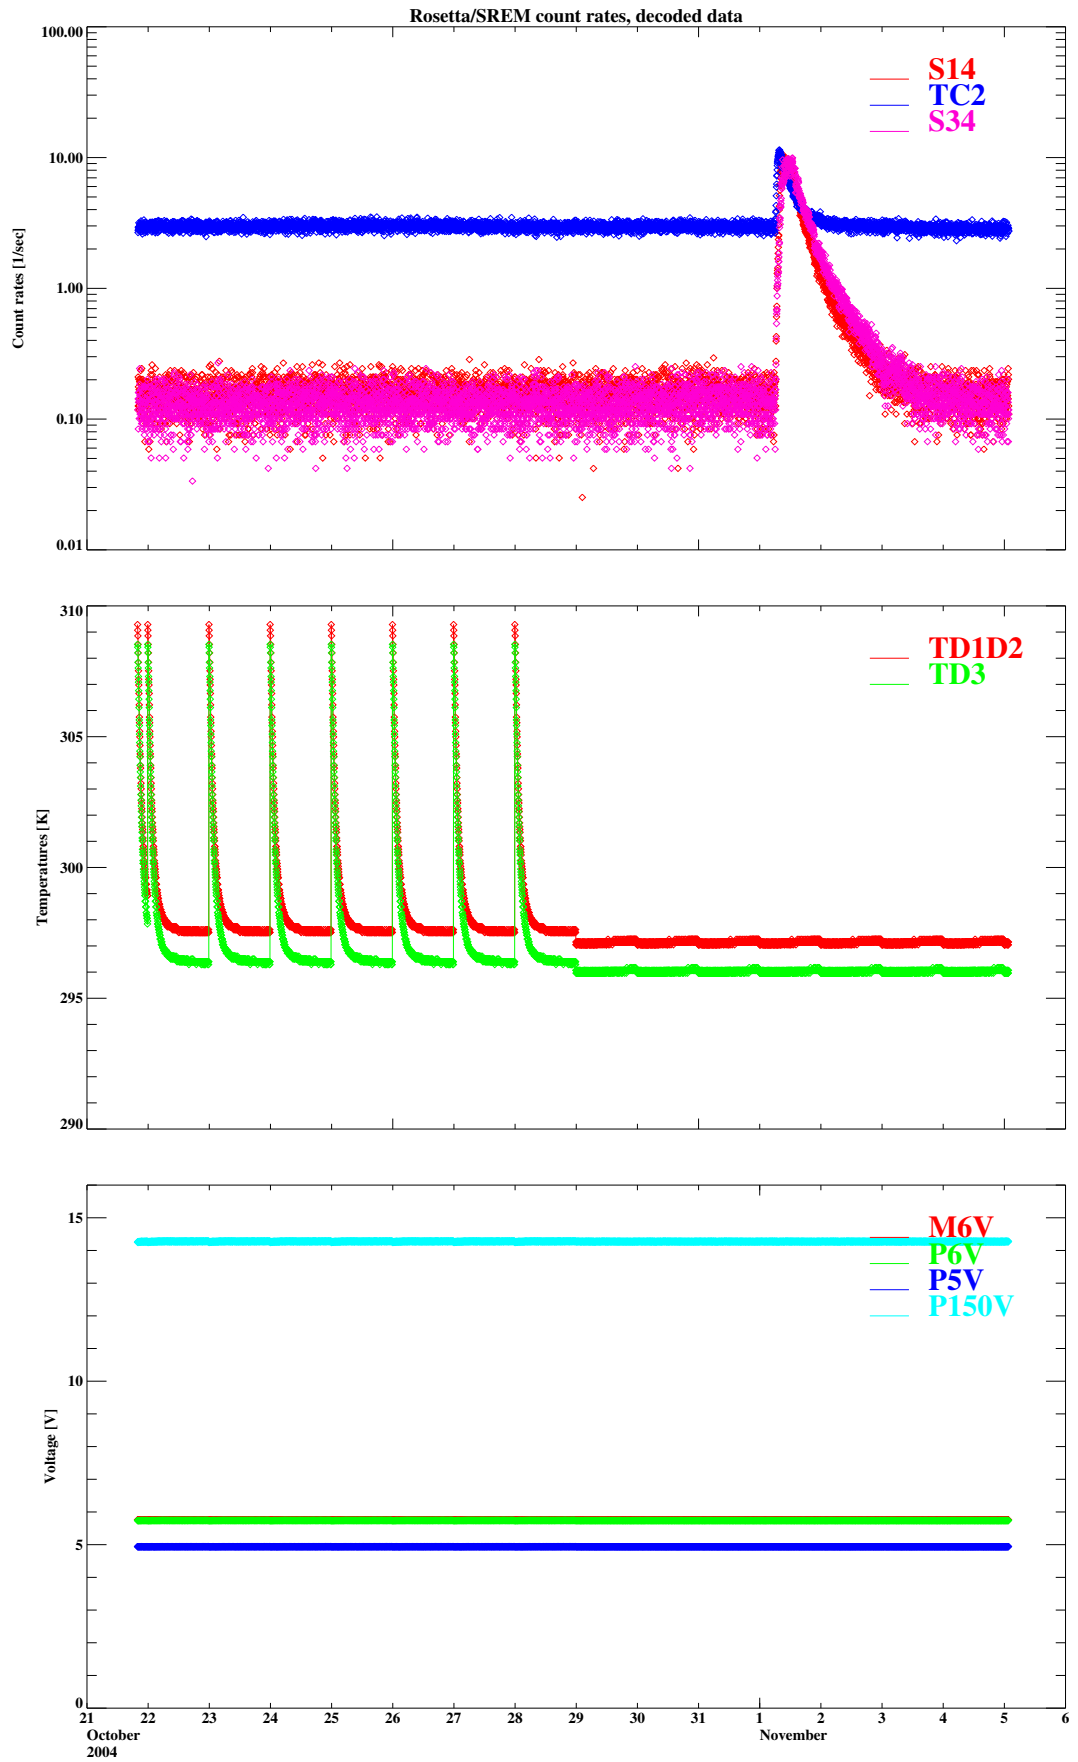 Rosetta/SREM count rates, decoded data
100.00
10.00
1.00
0.10
0.01
Count rates [1/sec]
S14
TC2
S34
310
305
300
295
290
Temperatures [K]
TD1D2
TD3
15
10
5
0
Voltage [V]
M6V
P6V
P5V
P150V
21 22 23 24 25 26 27 28 29 30 31 1 2 3 4 5 6
October November
2004